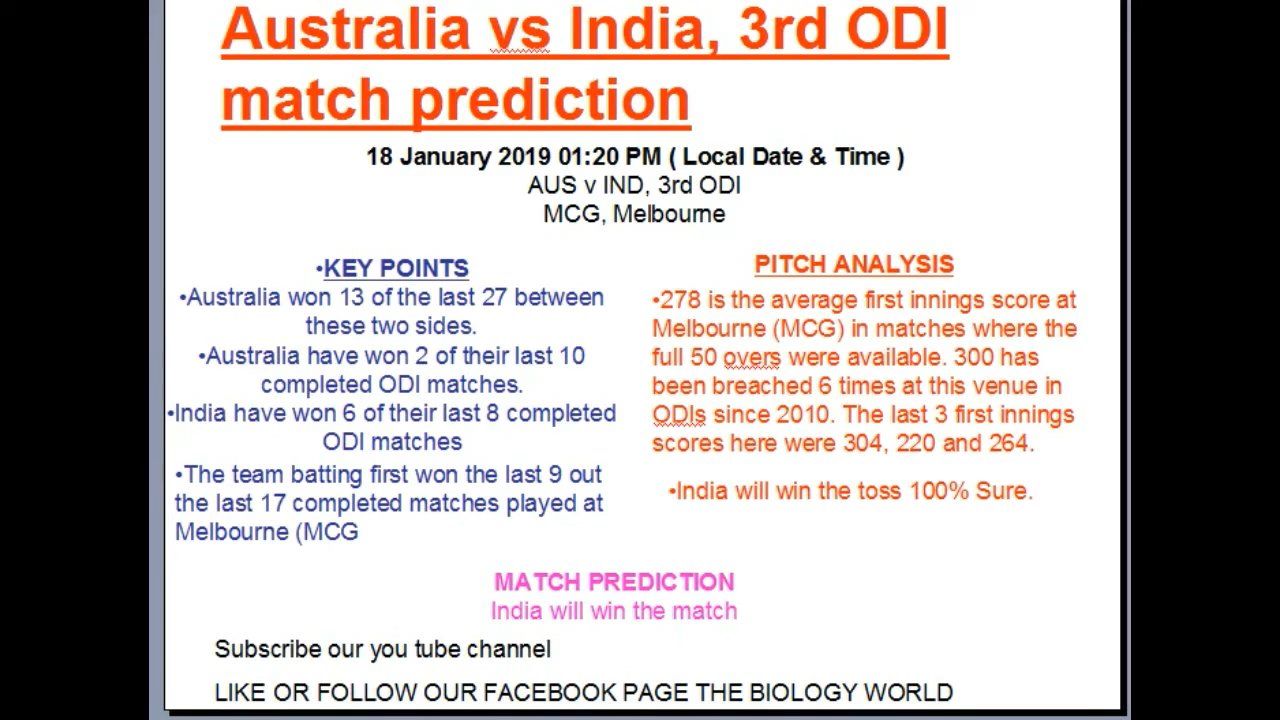 Australia vs India, 3rd ODI
match prediction
18 January 2019 01:20 PM ( Local Date & Time )
AUS v IND, 3rd ODI
MCG, Melbourne
•KEY POINTS
•Australia won 13 of the last 27 between
these two sides.
•Australia have won 2 of their last 10
completed ODI matches.
•India have won 6 of their last 8 completed
ODI matches
•The team batting first won the last 9 out
the last 17 completed matches played at
Melbourne (MCG
PITCH ANALYSIS
•278 is the average first innings score at
Melbourne (MCG) in matches where the
full 50 overs were available. 300 has
been breached 6 times at this venue in
ODIs since 2010. The last 3 first innings
scores here were 304, 220 and 264.
•India will win the toss 100% Sure.
MATCH PREDICTION
India will win the match
Subscribe our you tube channel
LIKE OR FOLLOW OUR FACEBOOK PAGE THE BIOLOGY WORLD